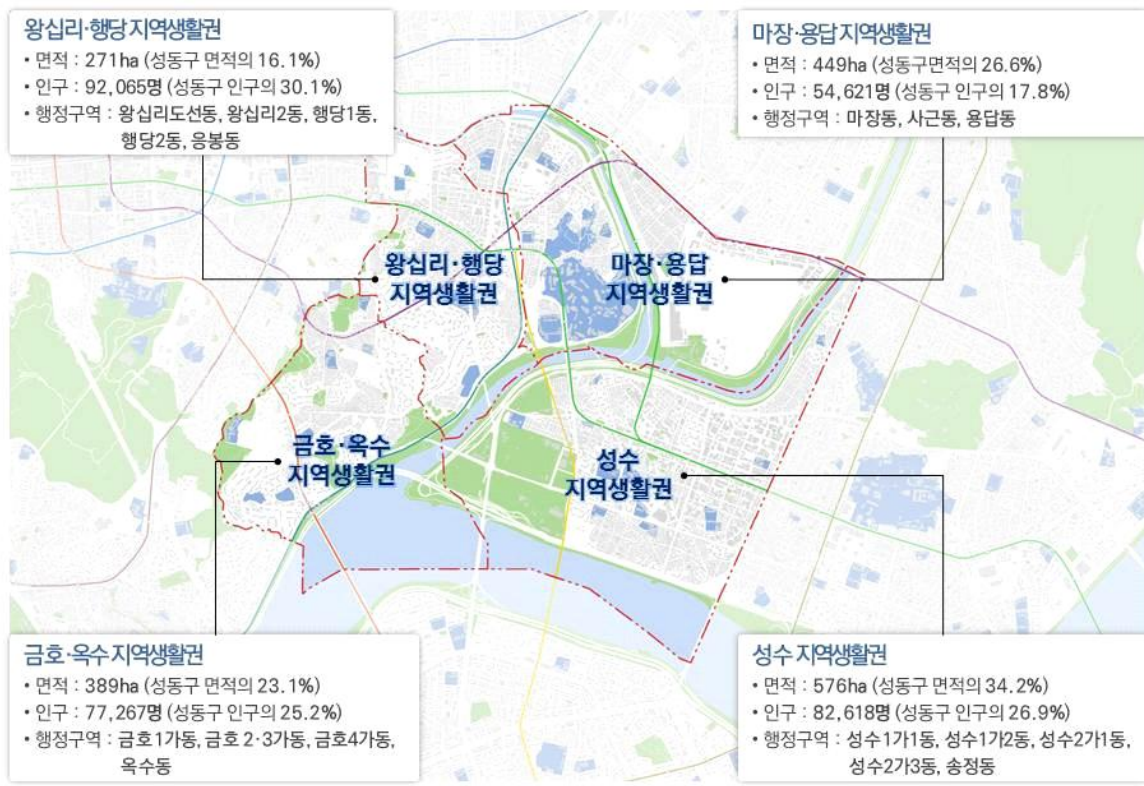 왕십리·행당 지역생활권
• 면적 : 271ha (성동구 면적의 16.1%)
• 인구 : 92,065명 (성동구 인구의 30.1%)
• 행정구역 : 왕십리도선동, 왕십리2동, 행당1동,
행당2동, 응봉동
마장·용답 지역생활권
• 면적 : 449ha (성동구면적의 26.6%)
• 인구 : 54,621명 (성동구 인구의 17.8%)
• 행정구역 : 마장동, 사근동, 용답동
왕십리·행당
지역생활권
마장·용답
지역생활권
금호·옥수
지역생활권
성수
지역생활권
금호·옥수 지역생활권
• 면적 : 389ha (성동구 면적의 23.1%)
• 인구 : 77,267명 (성동구 인구의 25.2%)
• 행정구역 : 금호1가동, 금호 2·3가동, 금호4가동,
옥수동
성수 지역생활권
• 면적 : 576ha (성동구 면적의 34.2%)
• 인구 : 82,618명 (성동구 인구의 26.9%)
• 행정구역 : 성수1가1동, 성수1가2동, 성수2가1동,
성수2가3동, 송정동